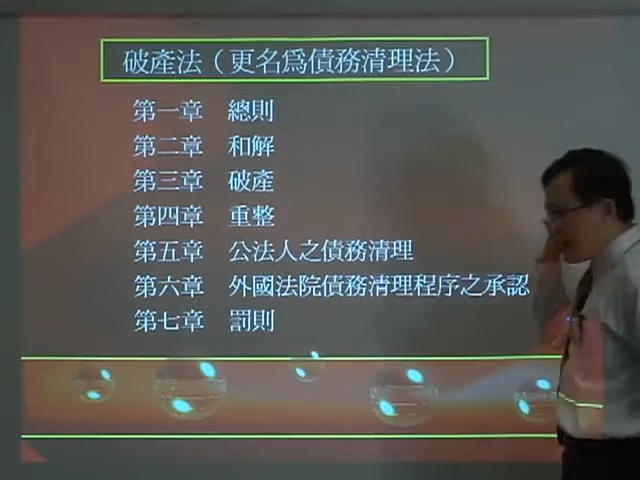 破產法（更名為債務清理法）
第一章　總則
第二章　和解
第三章　破產
第四章　重整
第五章　公法人之債務清理
第六章　外國法院債務清理程序之承認
第七章　罰則